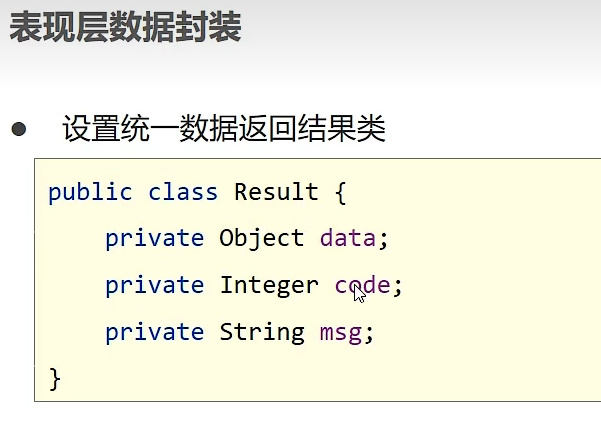 表现层数据封装
● 设置统一数据返回结果类
public class Result {
    private Object data;
    private Integer code;
    private String msg;
}